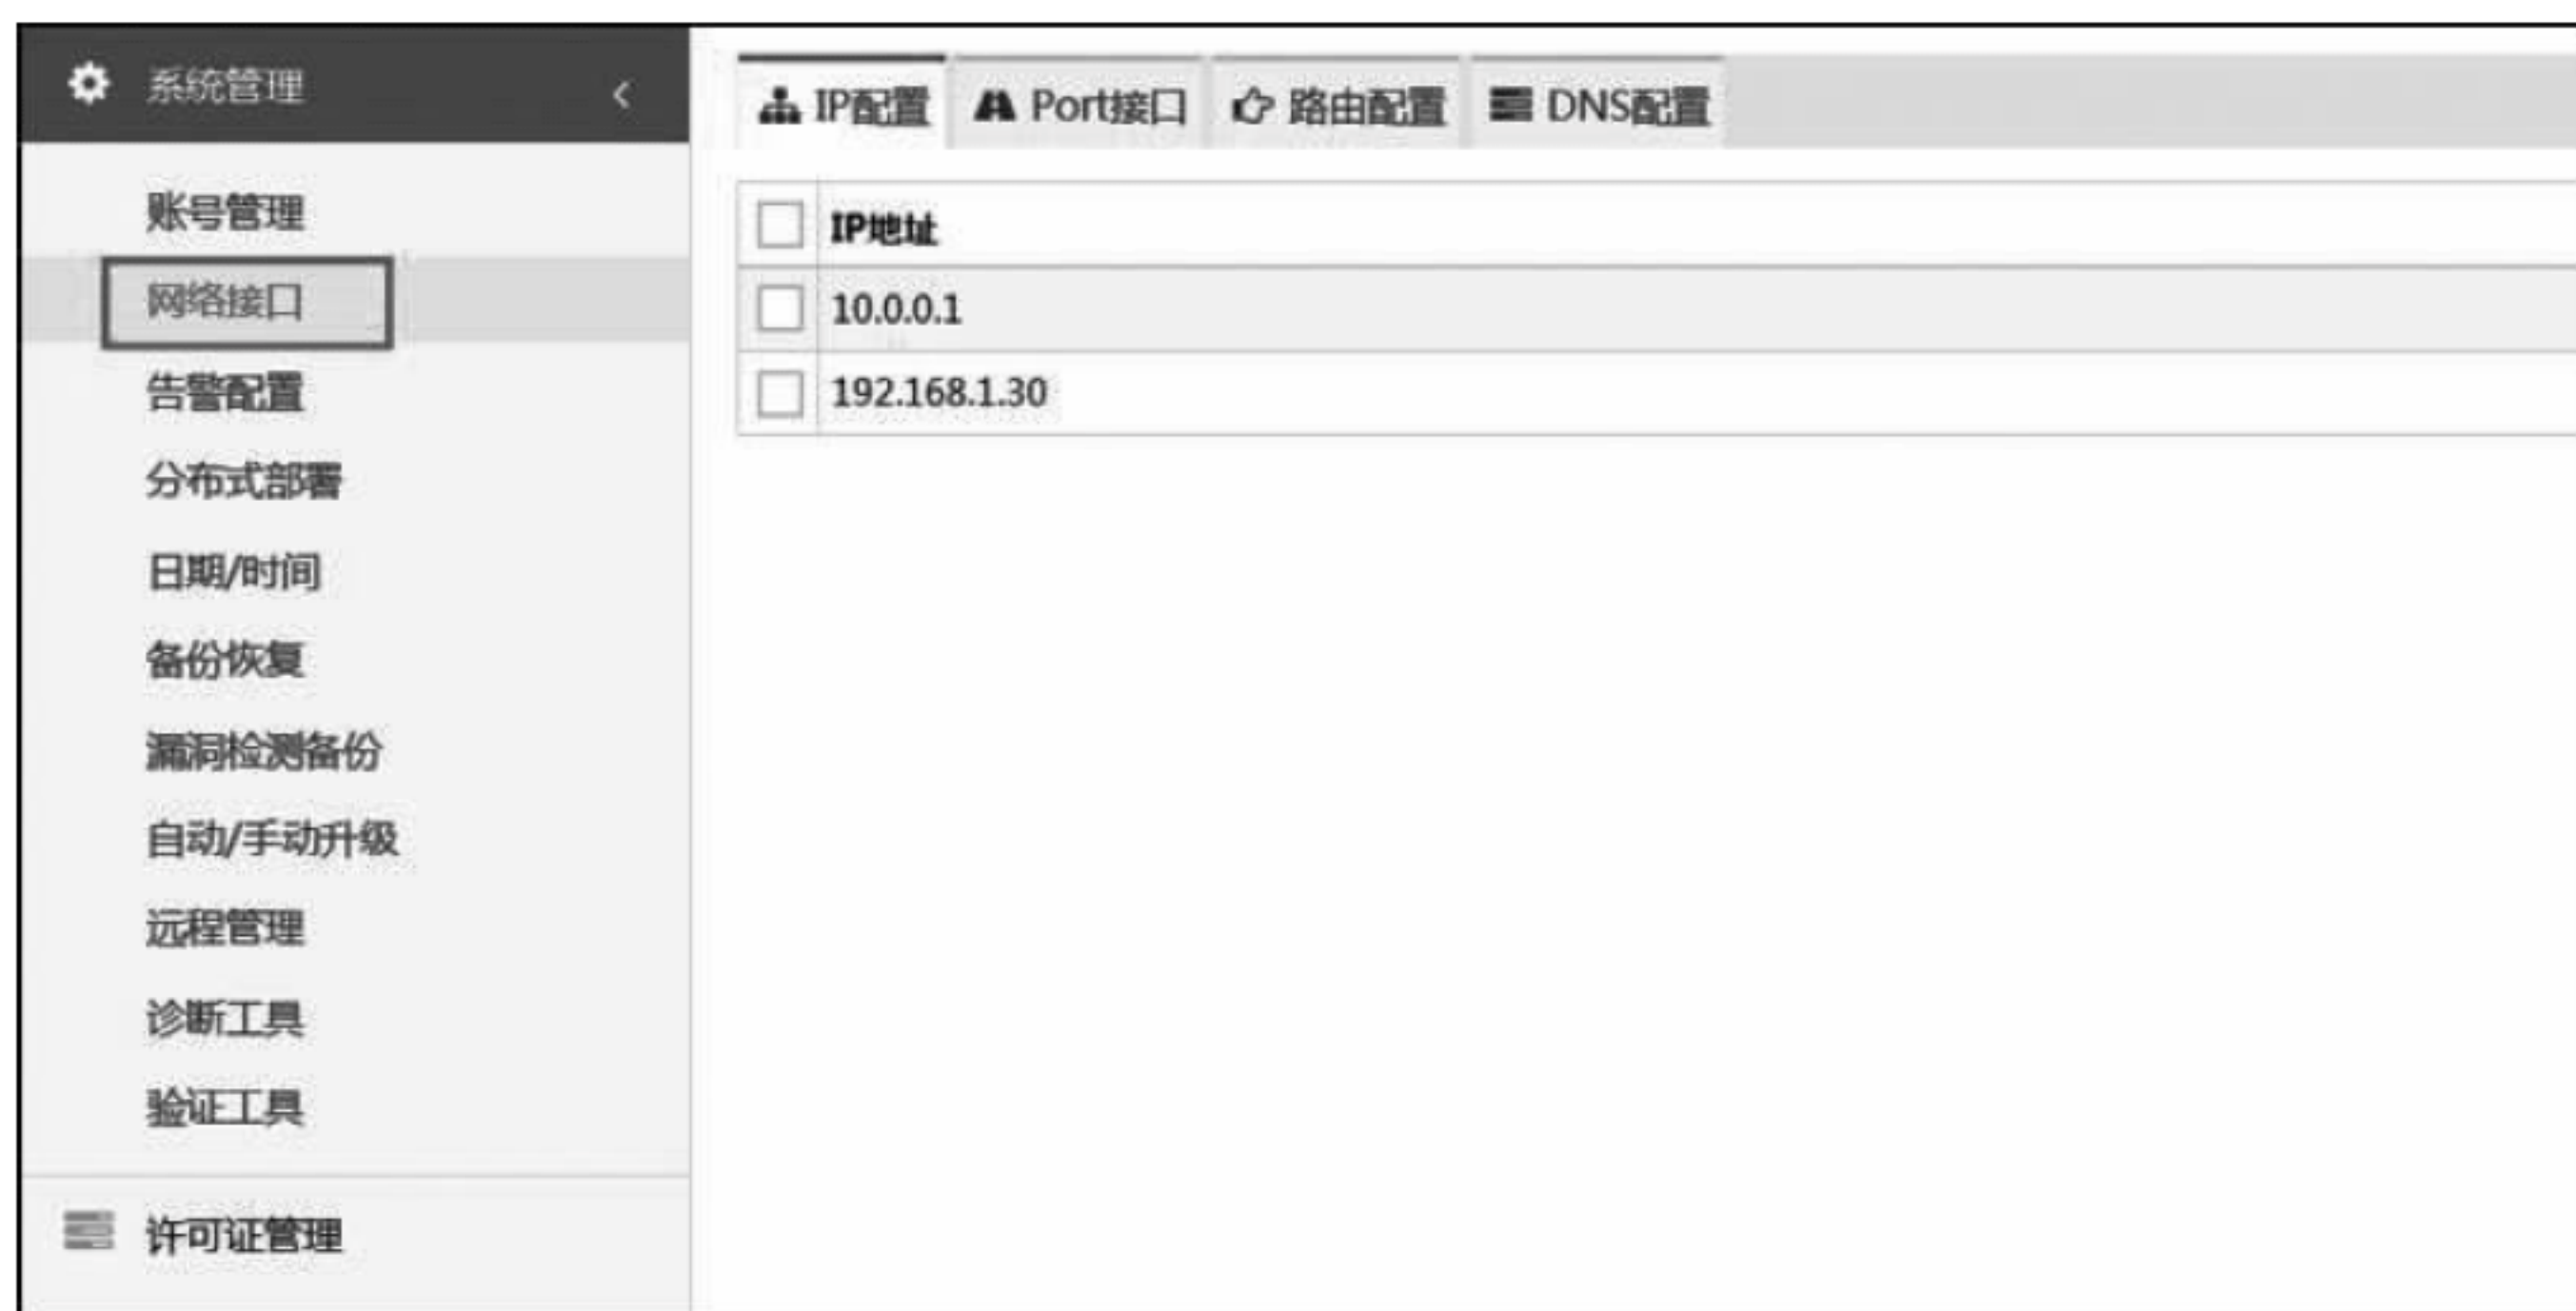 系统管理
账号管理
网络接口
告警配置
分布式部署
日期/时间
备份恢复
漏洞检测备份
自动/手动升级
远程管理
诊断工具
验证工具
许可证管理
IP配置 Port接口 路由配置 DNS配置
IP地址
10.0.0.1
192.168.1.30